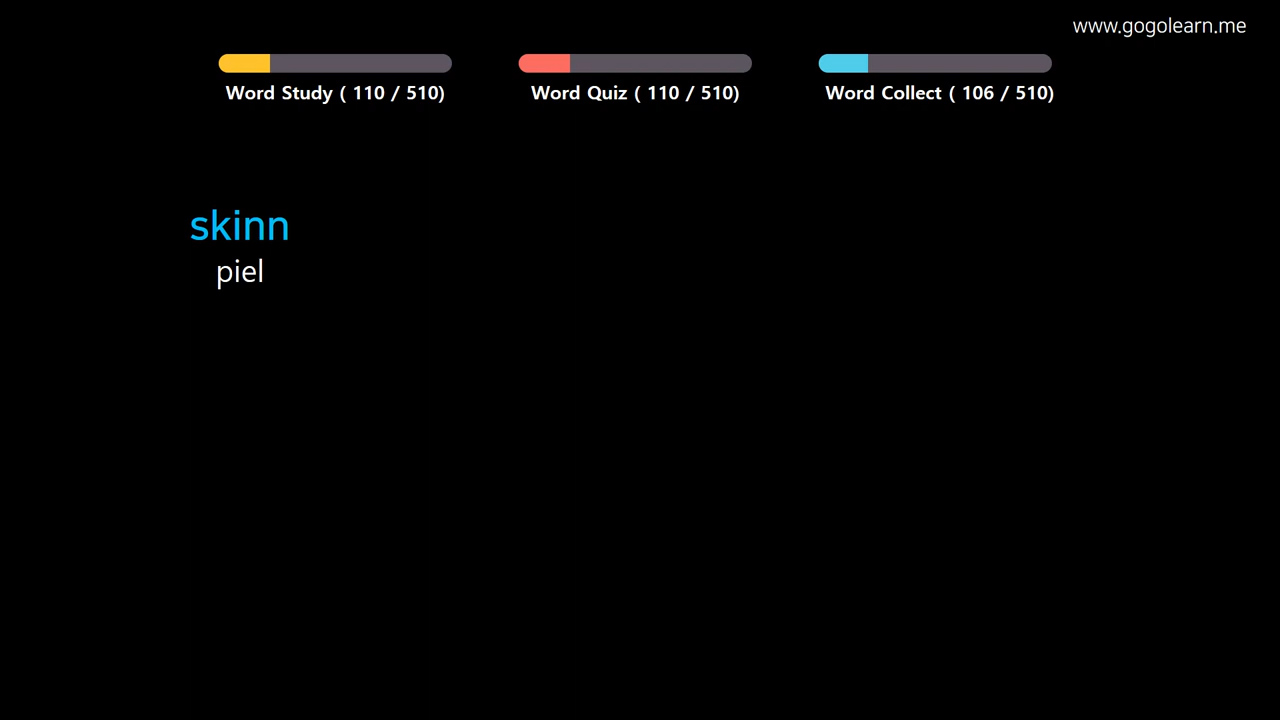 www.gogolearn.me
Word Study ( 110 / 510)
Word Quiz ( 110 / 510)
Word Collect ( 106 / 510)
skinn
piel